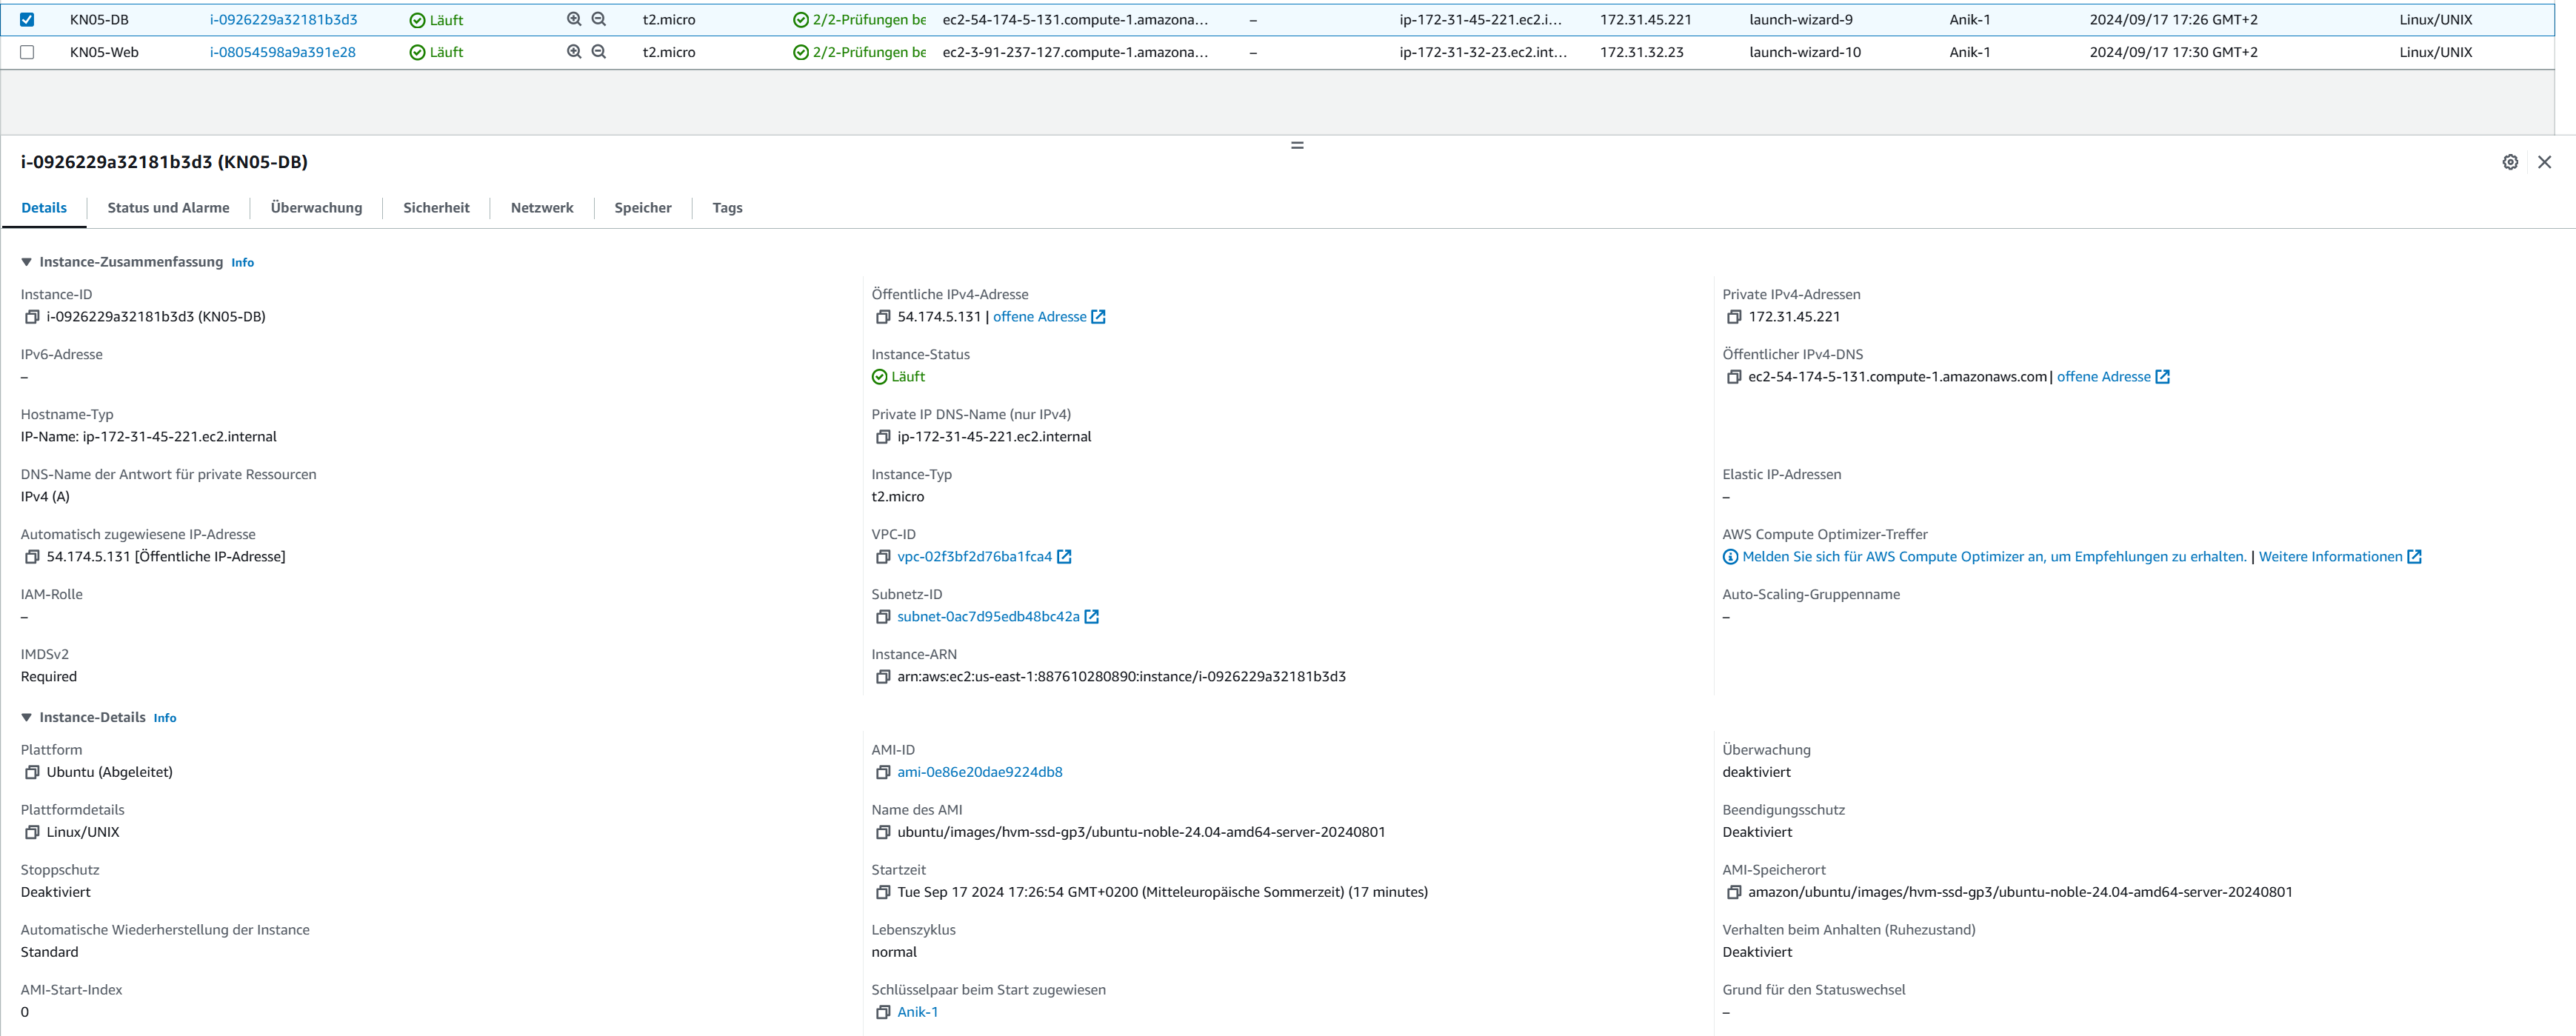 KN05-DB i-0926229a32181b3d3 Läuft t2.micro 2/2-Prüfungen be ec2-54-174-5-131.compute-1.amazona... – ip-172-31-45-221.ec2.i... 172.31.45.221 launch-wizard-9 Anik-1 2024/09/17 17:26 GMT+2 Linux/UNIX
KN05-Web i-08054598a9a391e28 Läuft t2.micro 2/2-Prüfungen be ec2-3-91-237-127.compute-1.amazona... – ip-172-31-32-23.ec2.int... 172.31.32.23 launch-wizard-10 Anik-1 2024/09/17 17:30 GMT+2 Linux/UNIX
i-0926229a32181b3d3 (KN05-DB)
Details Status und Alarme Überwachung Sicherheit Netzwerk Speicher Tags
Instance-Zusammenfassung Info
Instance-ID Öffentliche IPv4-Adresse Private IPv4-Adressen
i-0926229a32181b3d3 (KN05-DB) 54.174.5.131 | offene Adresse 172.31.45.221
IPv6-Adresse Instance-Status Öffentlicher IPv4-DNS
– Läuft ec2-54-174-5-131.compute-1.amazonaws.com | offene Adresse
Hostname-Typ Private IP DNS-Name (nur IPv4)
IP-Name: ip-172-31-45-221.ec2.internal ip-172-31-45-221.ec2.internal
DNS-Name der Antwort für private Ressourcen Instance-Typ Elastic IP-Adressen
IPv4 (A) t2.micro –
Automatisch zugewiesene IP-Adresse VPC-ID AWS Compute Optimizer-Treffer
54.174.5.131 [Öffentliche IP-Adresse] vpc-02f3bf2d76ba1fca4 Melden Sie sich für AWS Compute Optimizer an, um Empfehlungen zu erhalten. | Weitere Informationen
IAM-Rolle Subnetz-ID Auto-Scaling-Gruppenname
– subnet-0ac7d95edb48bc42a –
IMDSv2 Instance-ARN
Required arn:aws:ec2:us-east-1:887610280890:instance/i-0926229a32181b3d3
Instance-Details Info
Plattform AMI-ID Überwachung
Ubuntu (Abgeleitet) ami-0e86e20dae9224db8 deaktiviert
Plattformdetails Name des AMI Beendigungsschutz
Linux/UNIX ubuntu/images/hvm-ssd-gp3/ubuntu-noble-24.04-amd64-server-20240801 Deaktiviert
Stoppschutz Startzeit AMI-Speicherort
Deaktiviert Tue Sep 17 2024 17:26:54 GMT+0200 (Mitteleuropäische Sommerzeit) (17 minutes) amazon/ubuntu/images/hvm-ssd-gp3/ubuntu-noble-24.04-amd64-server-20240801
Automatische Wiederherstellung der Instance Lebenszyklus Verhalten beim Anhalten (Ruhezustand)
Standard normal Deaktiviert
AMI-Start-Index Schlüsselpaar beim Start zugewiesen Grund für den Statuswechsel
0 Anik-1 –